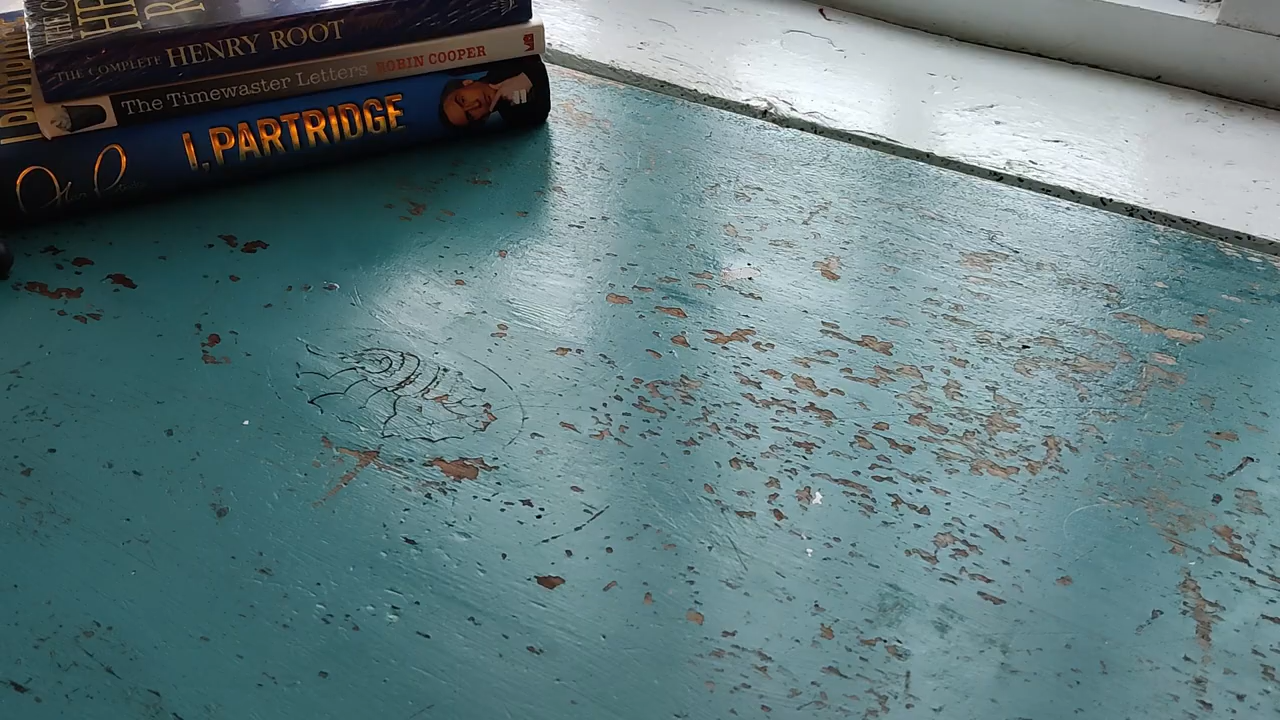 THE COMPLETE HENRY ROOT
The Timewaster Letters ROBIN COOPER
I, PARTRIDGE